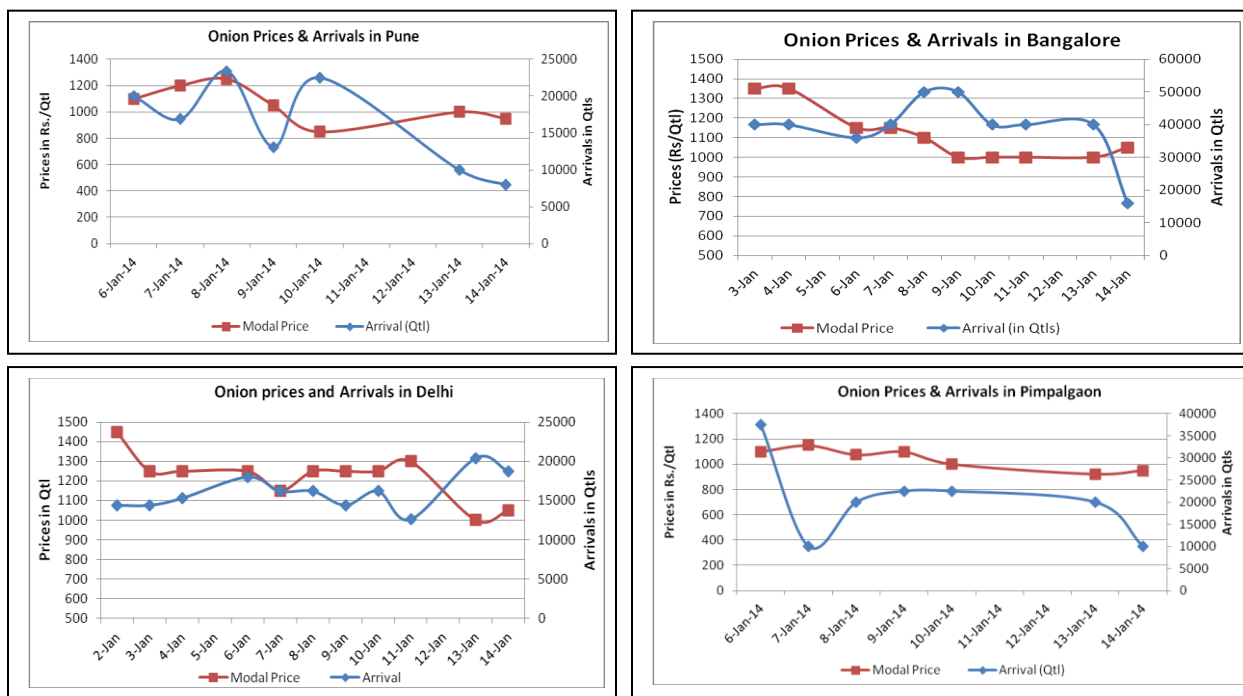 Onion Prices & Arrivals in Pune
Prices in Rs./Qtl
1400
1200
1000
800
600
400
200
0
25000
20000
15000
10000
5000
0
Arrivals in Qtls
6-Jan-14
7-Jan-14
8-Jan-14
9-Jan-14
10-Jan-14
11-Jan-14
12-Jan-14
13-Jan-14
14-Jan-14
Modal Price
Arrival (Qtl)
Onion Prices & Arrivals in Bangalore
Prices (Rs/Qtl)
1500
1400
1300
1200
1100
1000
900
800
700
600
500
60000
50000
40000
30000
20000
10000
0
Arrivals in Qtls
3-Jan
4-Jan
5-Jan
6-Jan
7-Jan
8-Jan
9-Jan
10-Jan
11-Jan
12-Jan
13-Jan
14-Jan
Modal Price
Arrival (in Qtls)
Onion prices and Arrivals in Delhi
Prices in Qtl
1500
1400
1300
1200
1100
1000
900
800
700
600
500
25000
20000
15000
10000
5000
0
Arrivals in Qtls
2-Jan
3-Jan
4-Jan
5-Jan
6-Jan
7-Jan
8-Jan
9-Jan
10-Jan
11-Jan
12-Jan
13-Jan
14-Jan
Modal Price
Arrival
Onion Prices & Arrivals in Pimpalgaon
Prices in Rs./Qtl
1400
1200
1000
800
600
400
200
0
40000
35000
30000
25000
20000
15000
10000
5000
0
Arrivals in Qtls
6-Jan-14
7-Jan-14
8-Jan-14
9-Jan-14
10-Jan-14
11-Jan-14
12-Jan-14
13-Jan-14
14-Jan-14
Modal Price
Arrival (Qtl)